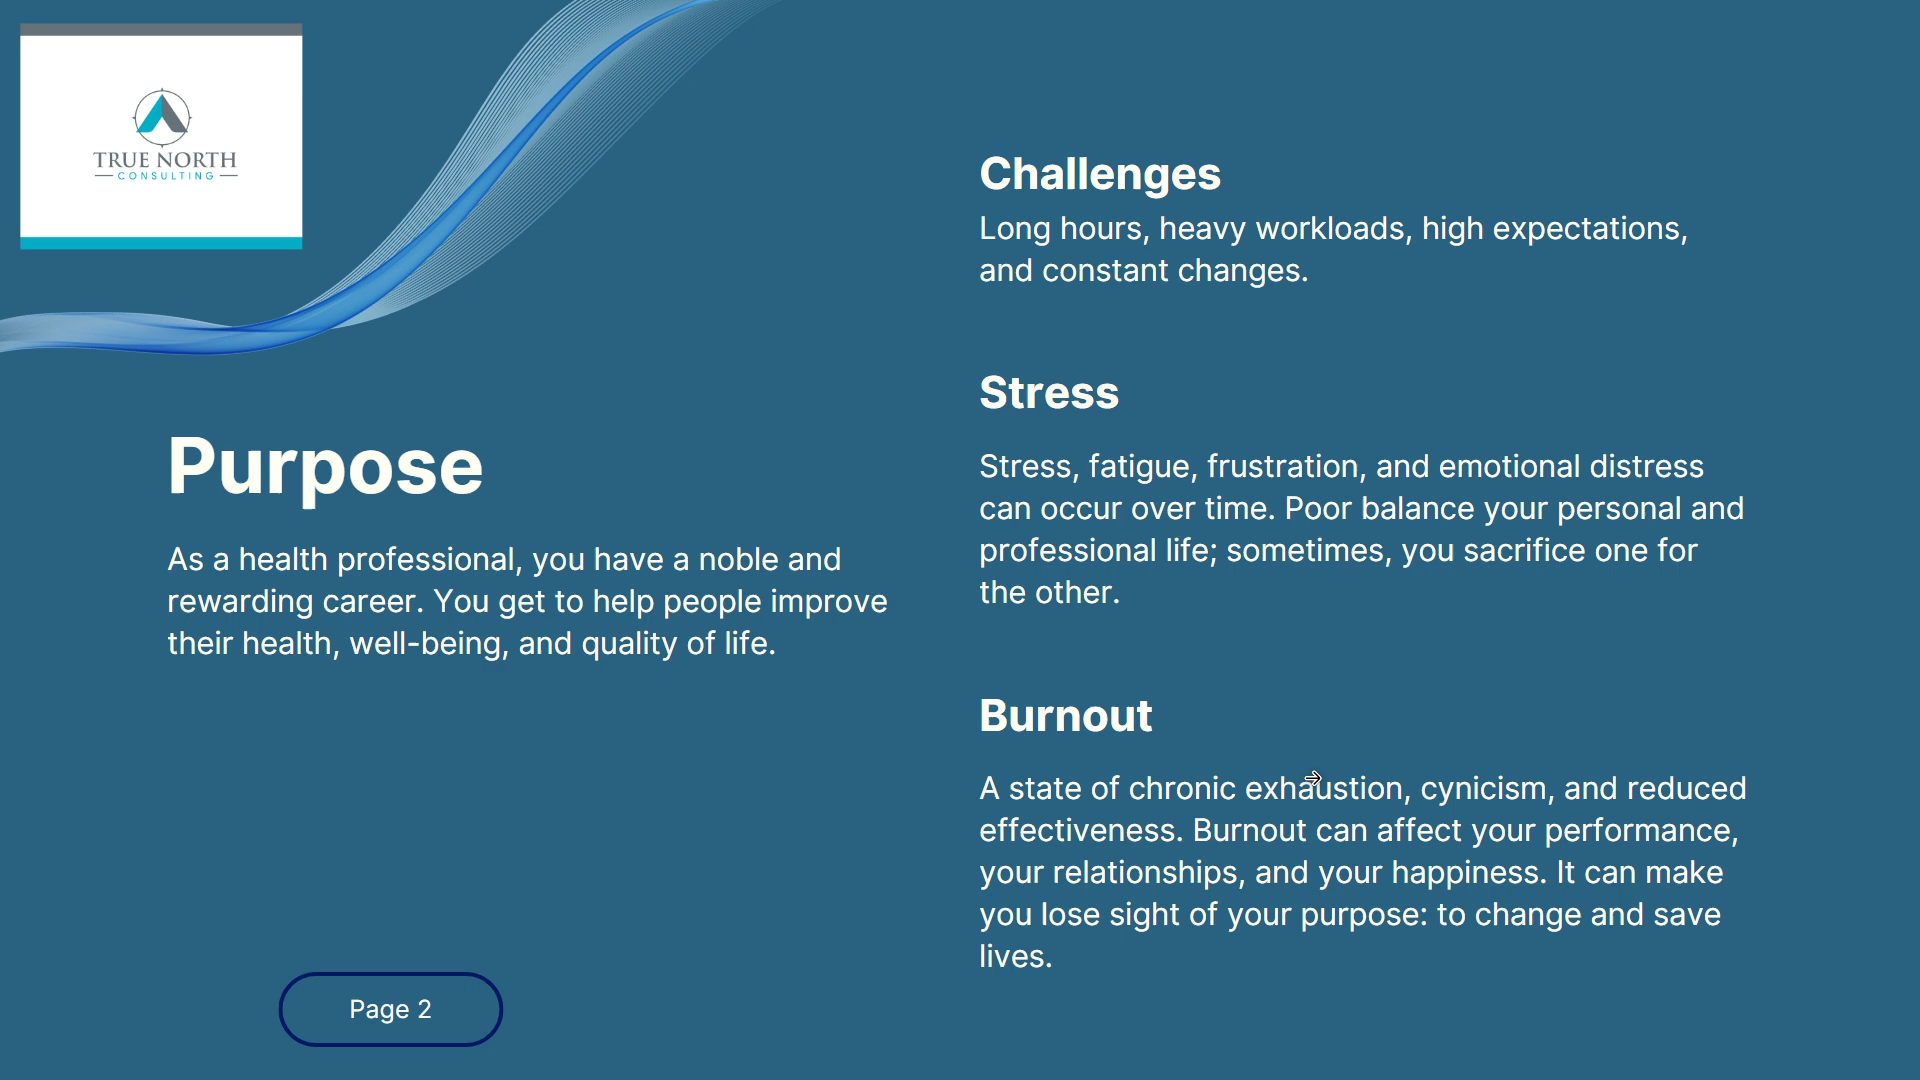 TRUE NORTH
CONSULTING
Purpose
As a health professional, you have a noble and
rewarding career. You get to help people improve
their health, well-being, and quality of life.
Page 2
Challenges
Long hours, heavy workloads, high expectations,
and constant changes.
Stress
Stress, fatigue, frustration, and emotional distress
can occur over time. Poor balance your personal and
professional life; sometimes, you sacrifice one for
the other.
Burnout
A state of chronic exhaustion, cynicism, and reduced
effectiveness. Burnout can affect your performance,
your relationships, and your happiness. It can make
you lose sight of your purpose: to change and save
lives.